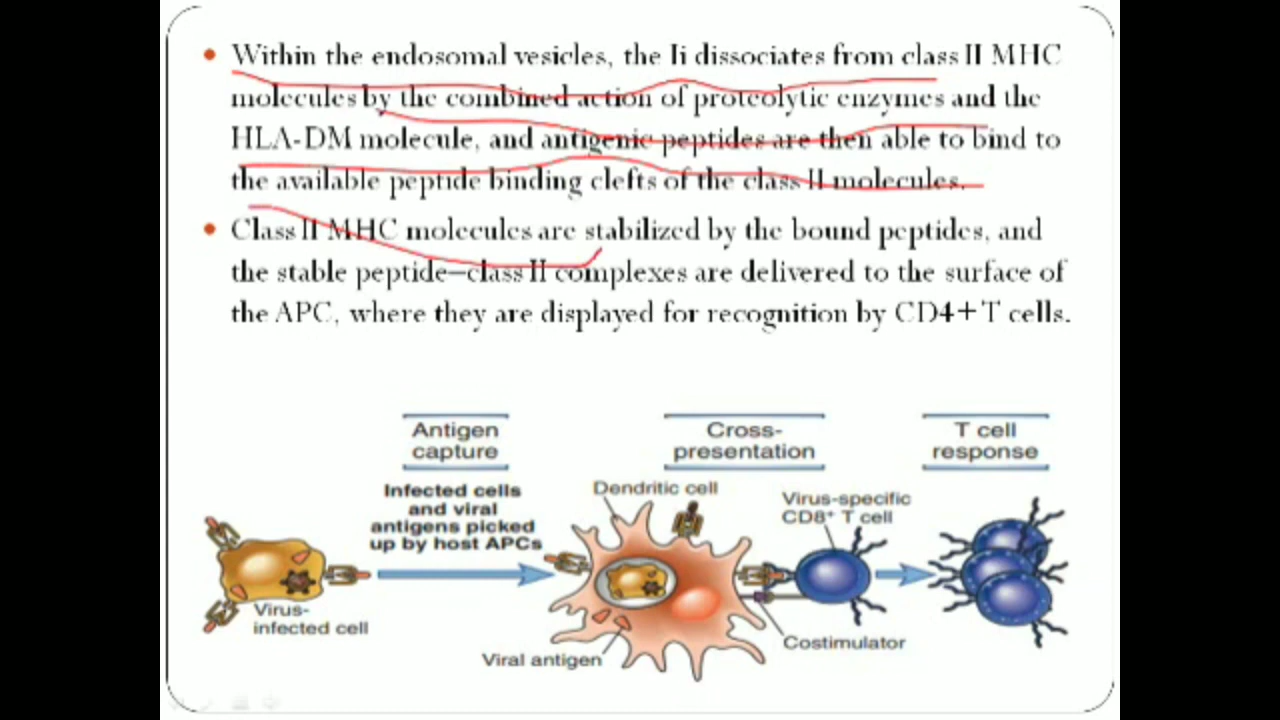 Within the endosomal vesicles, the Ii dissociates from class II MHC
molecules by the combined action of proteolytic enzymes and the
HLA-DM molecule, and antigenic peptides are then able to bind to
the available peptide binding clefts of the class II molecules.
Class II MHC molecules are stabilized by the bound peptides, and
the stable peptide–class II complexes are delivered to the surface of
the APC, where they are displayed for recognition by CD4+ T cells.
Antigen
capture
Cross-
presentation
T cell
response
Infected cells
and viral
antigens picked
up by host APCs
Dendritic cell
Virus-specific
CD8+ T cell
Virus-
infected cell
Viral antigen
Costimulator